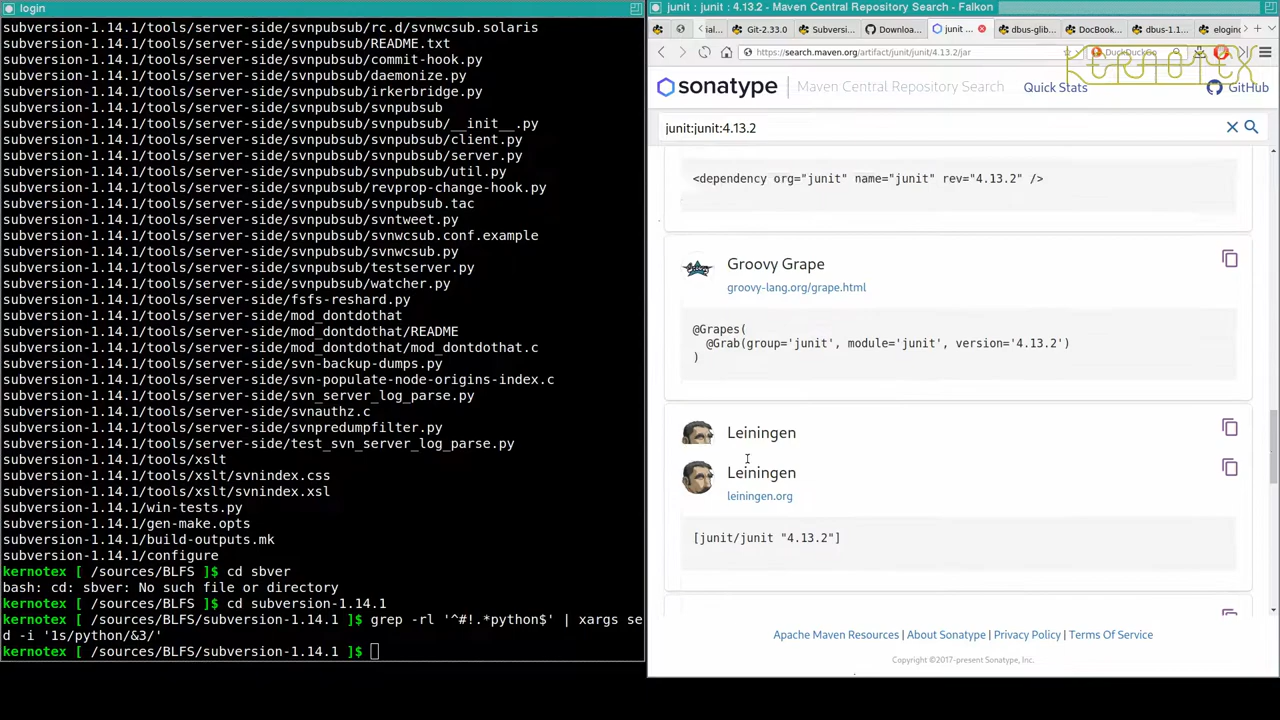 login
subversion-1.14.1/tools/server-side/svnpubsub/rc.d/svnwcsub.solaris
subversion-1.14.1/tools/server-side/svnpubsub/README.txt
subversion-1.14.1/tools/server-side/svnpubsub/commit-hook.py
subversion-1.14.1/tools/server-side/svnpubsub/daemonize.py
subversion-1.14.1/tools/server-side/svnpubsub/irkerbridge.py
subversion-1.14.1/tools/server-side/svnpubsub/svnpubsub
subversion-1.14.1/tools/server-side/svnpubsub/svnpubsub/__init__.py
subversion-1.14.1/tools/server-side/svnpubsub/svnpubsub/client.py
subversion-1.14.1/tools/server-side/svnpubsub/svnpubsub/server.py
subversion-1.14.1/tools/server-side/svnpubsub/svnpubsub/util.py
subversion-1.14.1/tools/server-side/svnpubsub/revprop-change-hook.py
subversion-1.14.1/tools/server-side/svnpubsub/svnpubsub.tac
subversion-1.14.1/tools/server-side/svnpubsub/svntweet.py
subversion-1.14.1/tools/server-side/svnpubsub/svnwcsub.conf.example
subversion-1.14.1/tools/server-side/svnpubsub/svnwcsub.py
subversion-1.14.1/tools/server-side/svnpubsub/testserver.py
subversion-1.14.1/tools/server-side/svnpubsub/watcher.py
subversion-1.14.1/tools/server-side/fsfs-reshard.py
subversion-1.14.1/tools/server-side/mod_dontdothat
subversion-1.14.1/tools/server-side/mod_dontdothat/README
subversion-1.14.1/tools/server-side/mod_dontdothat/mod_dontdothat.c
subversion-1.14.1/tools/server-side/svn-backup-dumps.py
subversion-1.14.1/tools/server-side/svn-populate-node-origins-index.c
subversion-1.14.1/tools/server-side/svn_server_log_parse.py
subversion-1.14.1/tools/server-side/svnauthz.c
subversion-1.14.1/tools/server-side/svnpredumpfilter.py
subversion-1.14.1/tools/server-side/test_svn_server_log_parse.py
subversion-1.14.1/tools/xslt
subversion-1.14.1/tools/xslt/svnindex.css
subversion-1.14.1/tools/xslt/svnindex.xsl
subversion-1.14.1/win-tests.py
subversion-1.14.1/gen-make.opts
subversion-1.14.1/build-outputs.mk
subversion-1.14.1/configure
kernotex [ /sources/BLFS ]$ cd sbver
bash: cd: sbver: No such file or directory
kernotex [ /sources/BLFS ]$ cd subversion-1.14.1
kernotex [ /sources/BLFS/subversion-1.14.1 ]$ grep -rl '^#!.*python$' | xargs se
d -i '1s/python/&3/'
kernotex [ /sources/BLFS/subversion-1.14.1 ]$
junit : junit : 4.13.2 - Maven Central Repository Search - Falkon
ial... Git-2.33.0 Subversi... Downloa... junit : dbus-glib... DocBook... dbus-1.1... eloginc
https://search.maven.org/artifact/junit/junit/4.13.2/jar
DuckDuckGo
KERNOTEX
sonatype Maven Central Repository Search Quick Stats GitHub
junit:junit:4.13.2
<dependency org="junit" name="junit" rev="4.13.2" />
Groovy Grape
groovy-lang.org/grape.html
@Grapes(
@Grab(group='junit', module='junit', version='4.13.2')
)
Leiningen
Leiningen
leiningen.org
[junit/junit "4.13.2"]
Apache Maven Resources | About Sonatype | Privacy Policy | Terms Of Service
Copyright ©2017-present Sonatype, Inc.